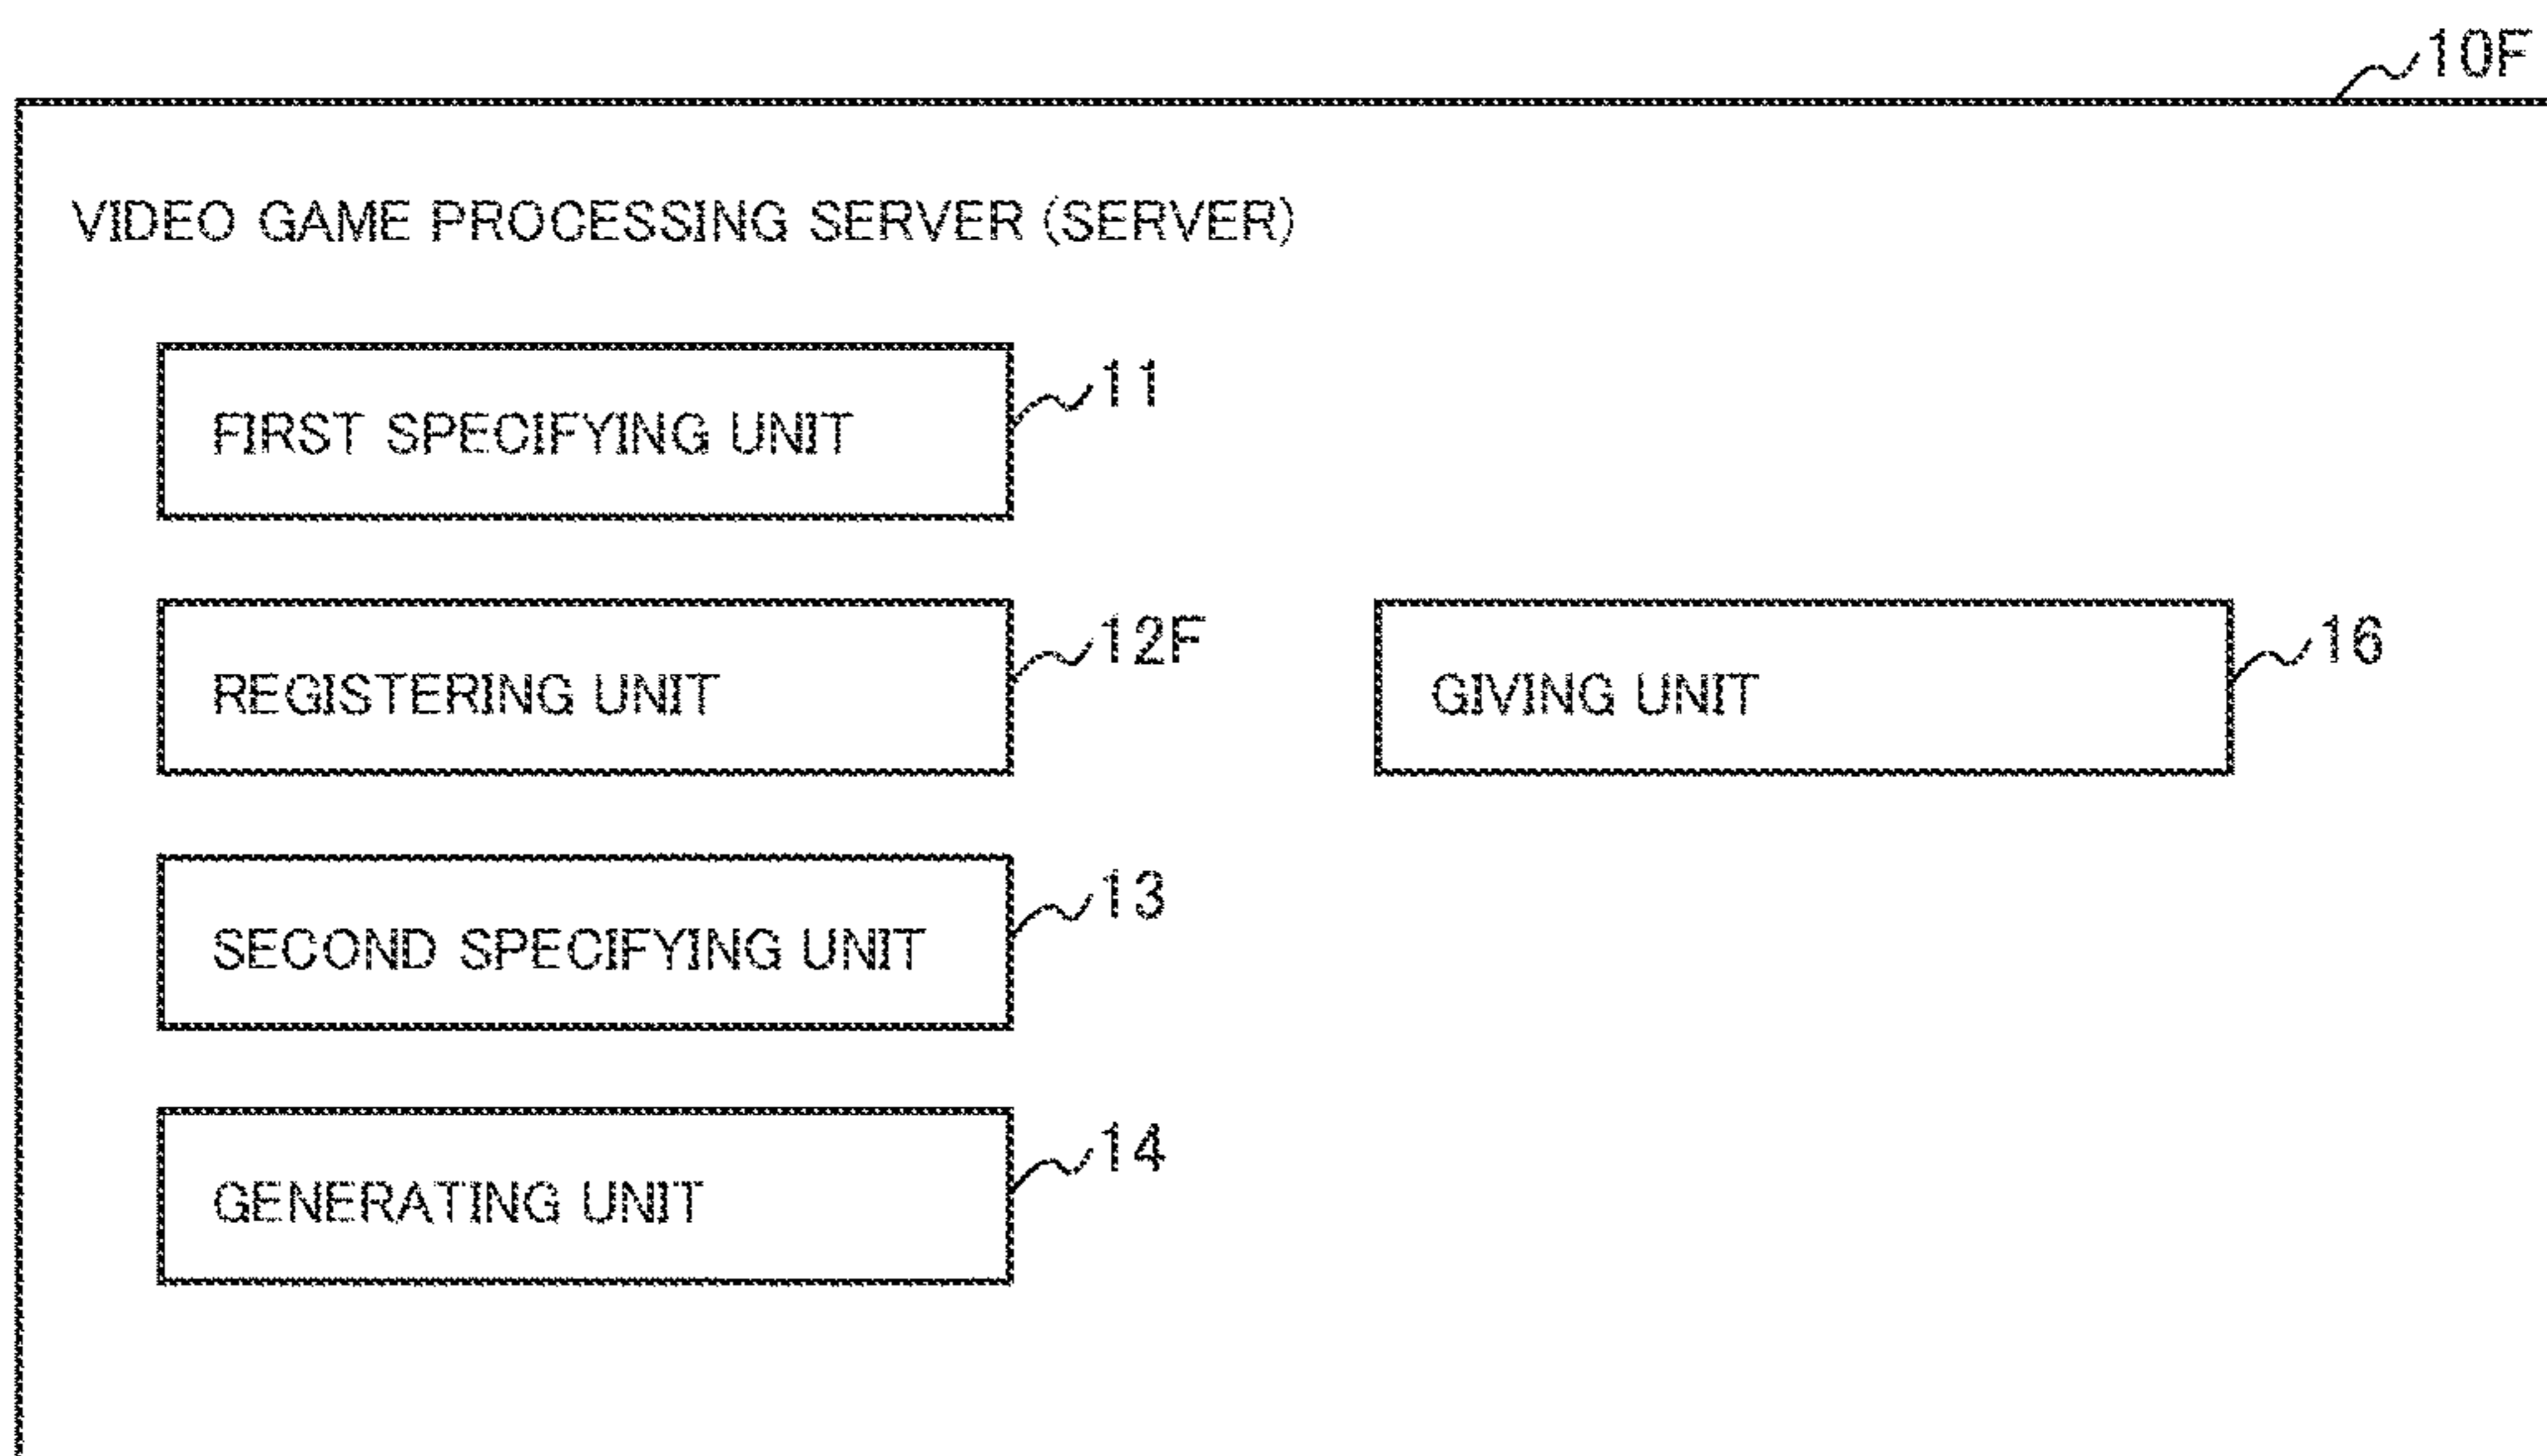 10F
VIDEO GAME PROCESSING SERVER (SERVER)
11
FIRST SPECIFYING UNIT
12F
REGISTERING UNIT
16
GIVING UNIT
13
SECOND SPECIFYING UNIT
14
GENERATING UNIT